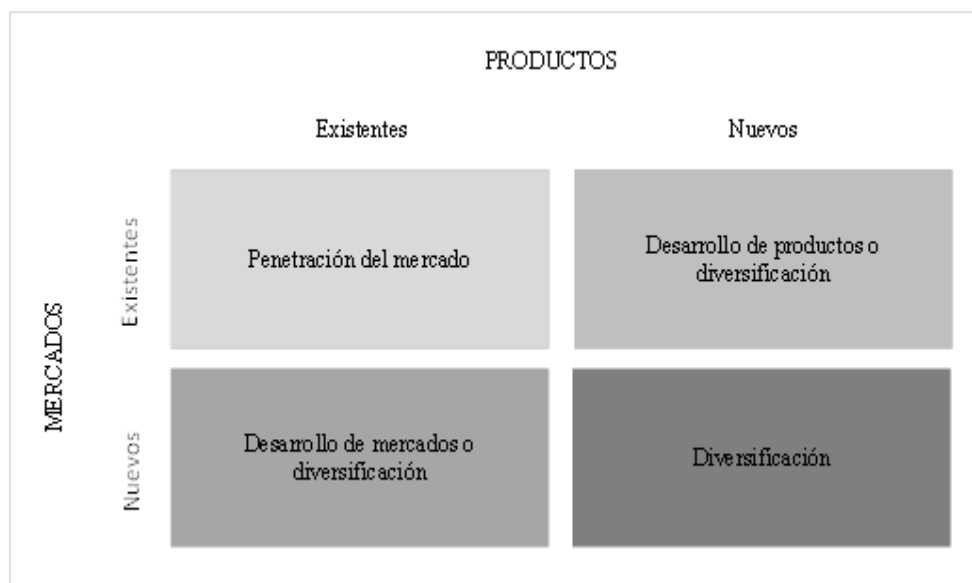 PRODUCTOS
Existentes
Nuevos
MERCADOS
Existentes
Penetración del mercado
Desarrollo de productos o
diversificación
Nuevos
Desarrollo de mercados o
diversificación
Diversificación